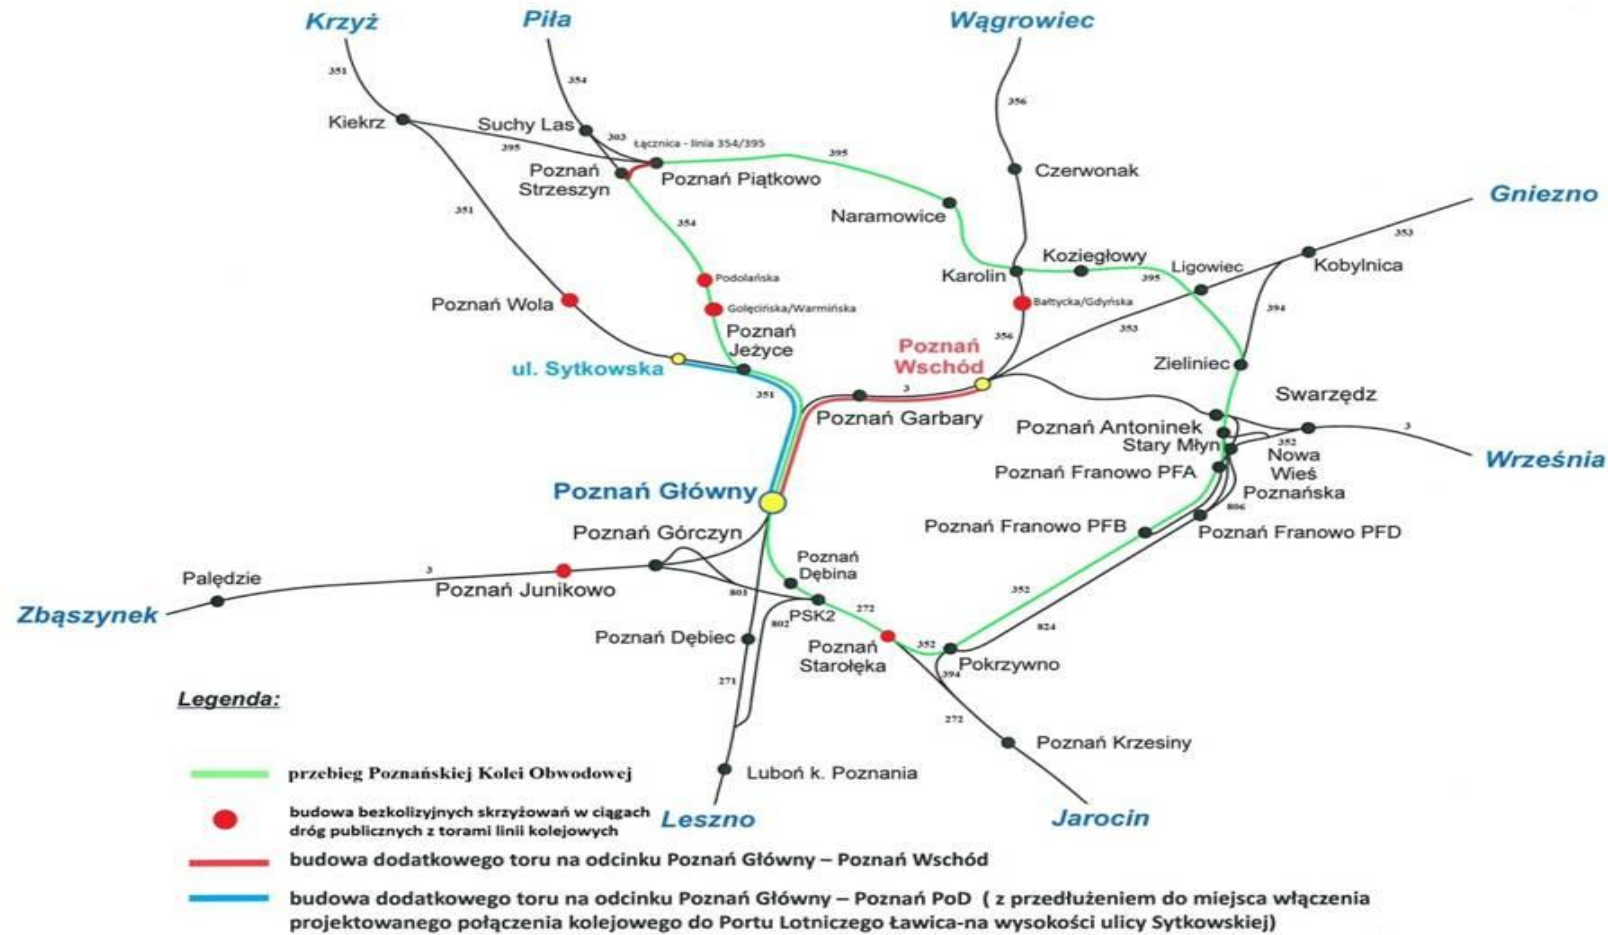 Krzyż
Piła
Wągrowiec
351
354
356
Kiekrz
Suchy Las
303
Łącznica - linia 354/395
395
395
Poznań
Strzeszyn
Poznań Piątkowo
Czerwonak
Gniezno
351
354
Naramowice
353
Karolin
Koziegłowy
Ligowiec
395
Kobylnica
Podolańska
Poznań Wola
Golęcińska/Warmińska
Bałtycka/Gdyńska
394
Poznań
Jeżyce
356
353
Poznań
Wschód
ul. Sytkowska
Zieliniec
351
3
Swarzędz
Poznań Garbary
Poznań Antoninek
3
Stary Młyn
352
Nowa
Wieś
Poznańska
Września
Poznań Franowo PFA
Poznań Główny
806
Poznań Górczyn
Poznań Franowo PFB
Poznań Franowo PFD
Poznań
Dębina
3
Palędzie
Poznań Junikowo
801
352
Zbąszynek
PSK2
272
802
824
Poznań Dębiec
Poznań
Starołęka
352
Pokrzywno
394
271
272
Legenda:
Poznań Krzesiny
przebieg Poznańskiej Kolei Obwodowej
Luboń k. Poznania
budowa bezkolizyjnych skrzyżowań w ciągach
dróg publicznych z torami linii kolejowych
Leszno
Jarocin
budowa dodatkowego toru na odcinku Poznań Główny – Poznań Wschód
budowa dodatkowego toru na odcinku Poznań Główny – Poznań PoD ( z przedłużeniem do miejsca włączenia
projektowanego połączenia kolejowego do Portu Lotniczego Ławica-na wysokości ulicy Sytkowskiej)